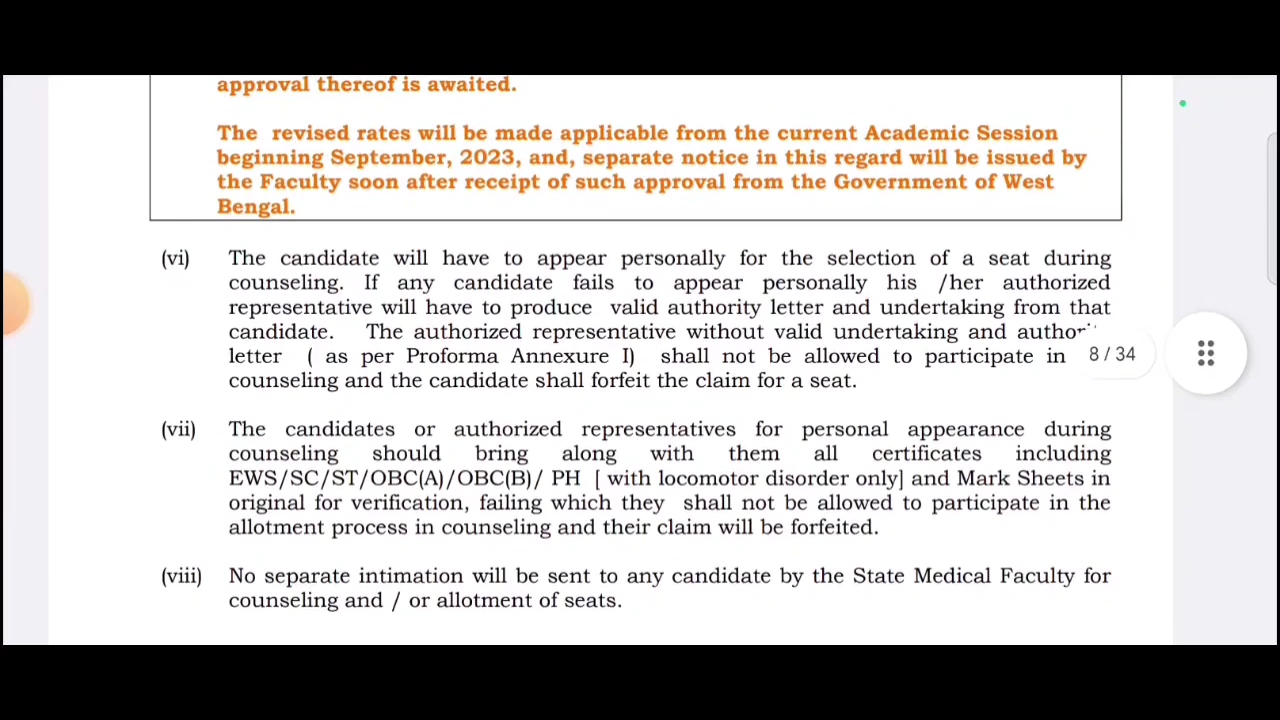 approval thereof is awaited.
The revised rates will be made applicable from the current Academic Session
beginning September, 2023, and, separate notice in this regard will be issued by
the Faculty soon after receipt of such approval from the Government of West
Bengal.
(vi) The candidate will have to appear personally for the selection of a seat during
counseling. If any candidate fails to appear personally his /her authorized
representative will have to produce valid authority letter and undertaking from that
candidate. The authorized representative without valid undertaking and
letter ( as per Proforma Annexure I) shall not be allowed to participate in
8 / 34
counseling and the candidate shall forfeit the claim for a seat.
(vii) The candidates or authorized representatives for personal appearance during
counseling should bring along with them all certificates including
EWS/SC/ST/OBC(A)/OBC(B)/ PH [ with locomotor disorder only] and Mark Sheets in
original for verification, failing which they shall not be allowed to participate in the
allotment process in counseling and their claim will be forfeited.
(viii) No separate intimation will be sent to any candidate by the State Medical Faculty for
counseling and / or allotment of seats.